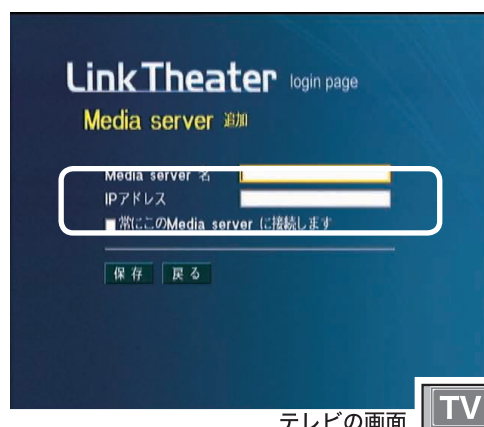 LinkTheater login page
Media server 追加
Media server 名
IPアドレス
常にこのMedia server に接続します
保存 戻る
テレビの画面 TV